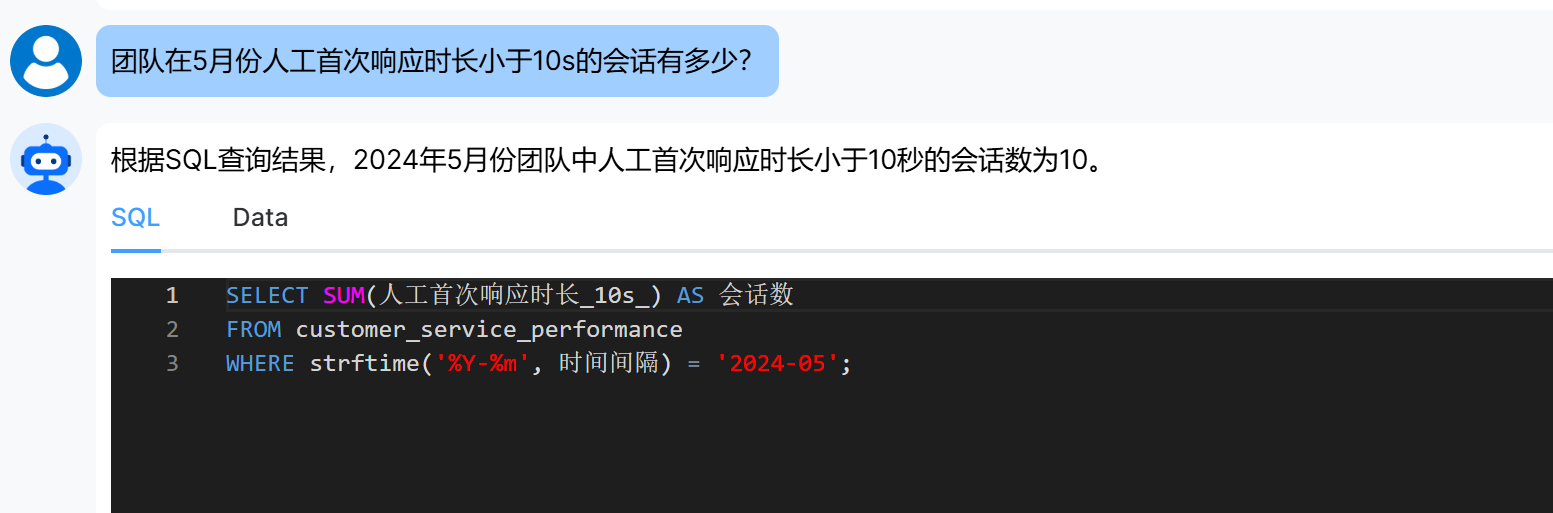 团队在5月份人工首次响应时长小于10s的会话有多少?
根据SQL查询结果，2024年5月份团队中人工首次响应时长小于10秒的会话数为10。
SQL Data
1 SELECT SUM(人工首次响应时长_10s_) AS 会话数
2 FROM customer_service_performance
3 WHERE strftime('%Y-%m', 时间间隔) = '2024-05';